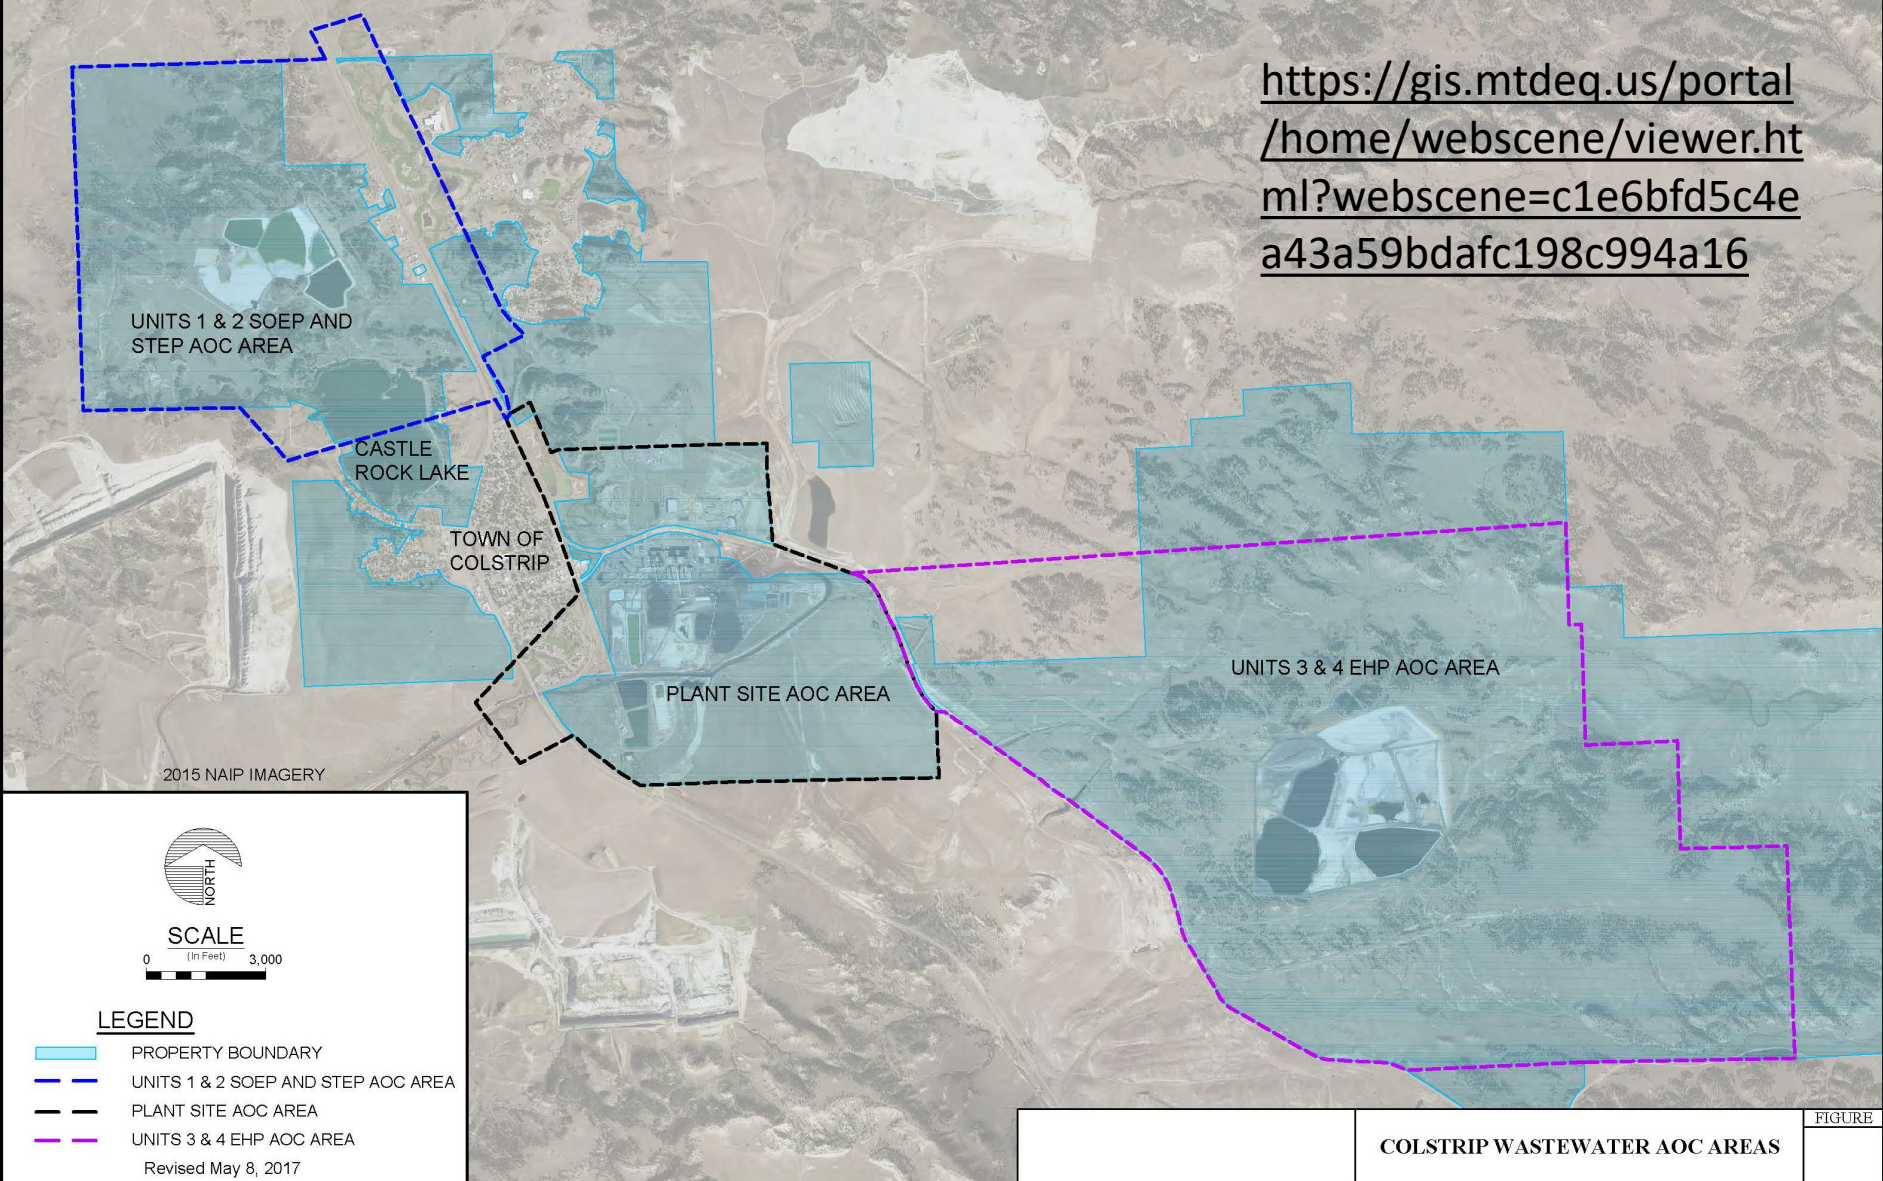 https://gis.mtdeq.us/portal
/home/webscene/viewer.ht
ml?webscene=c1e6bfd5c4e
a43a59bdafc198c994a16
UNITS 1 & 2 SOEP AND
STEP AOC AREA
CASTLE
ROCK LAKE
TOWN OF
COLSTRIP
UNITS 3 & 4 EHP AOC AREA
PLANT SITE AOC AREA
2015 NAIP IMAGERY
NORTH
SCALE
(In Feet)
0 3,000
LEGEND
PROPERTY BOUNDARY
UNITS 1 & 2 SOEP AND STEP AOC AREA
PLANT SITE AOC AREA
UNITS 3 & 4 EHP AOC AREA
Revised May 8, 2017
COLSTRIP WASTEWATER AOC AREAS
FIGURE